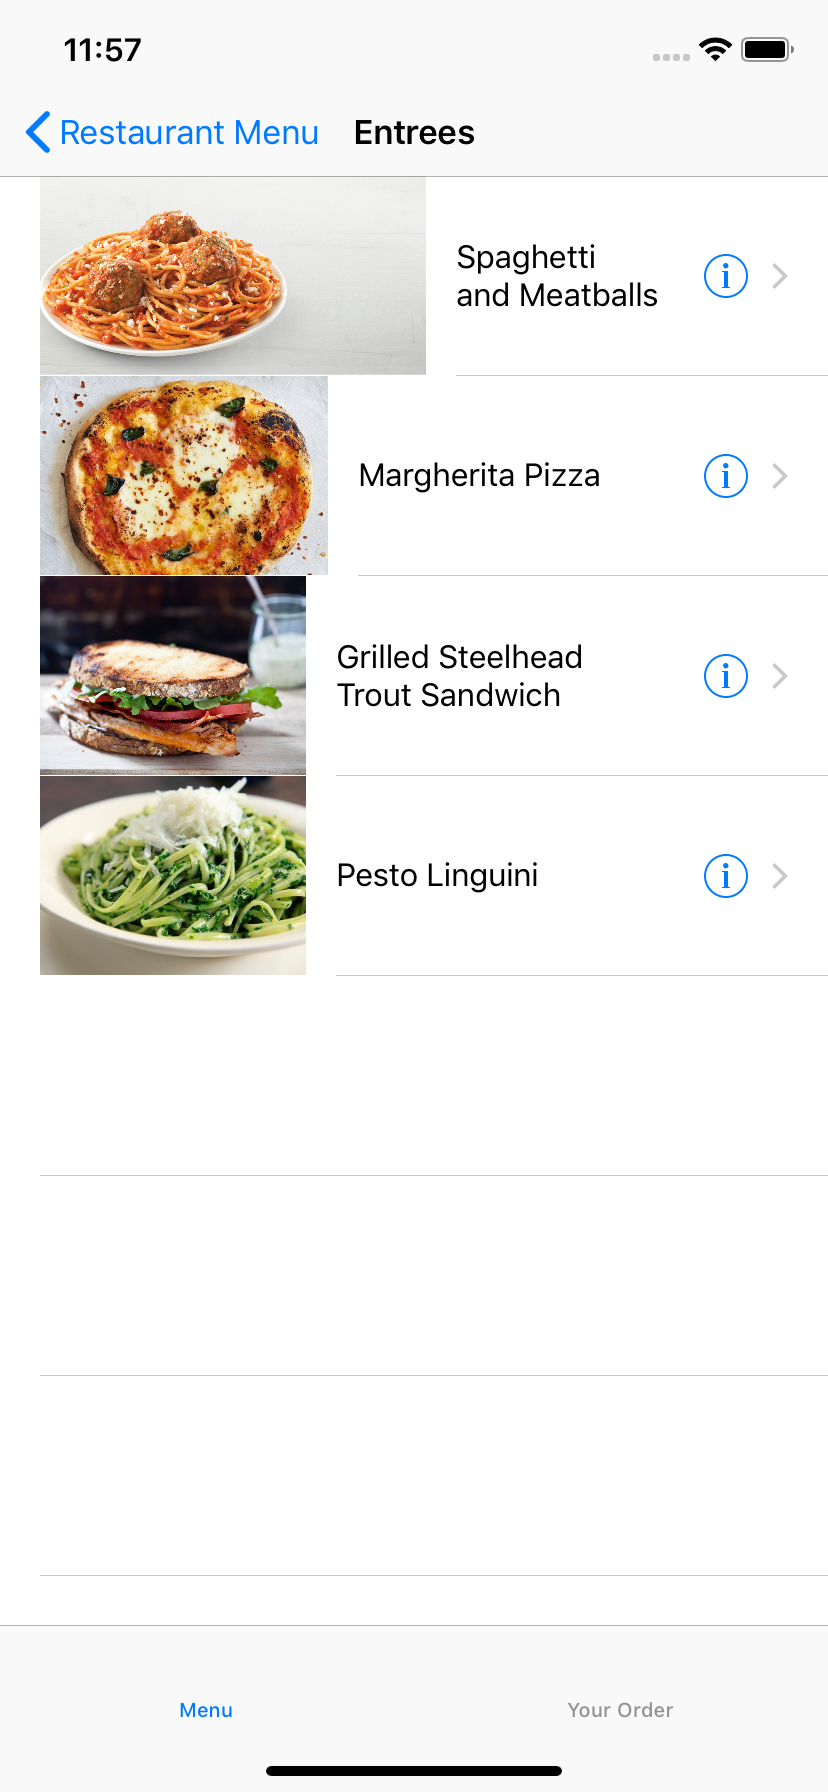 11:57
Restaurant Menu Entrees
Spaghetti
and Meatballs
Margherita Pizza
Grilled Steelhead
Trout Sandwich
Pesto Linguini
Menu Your Order